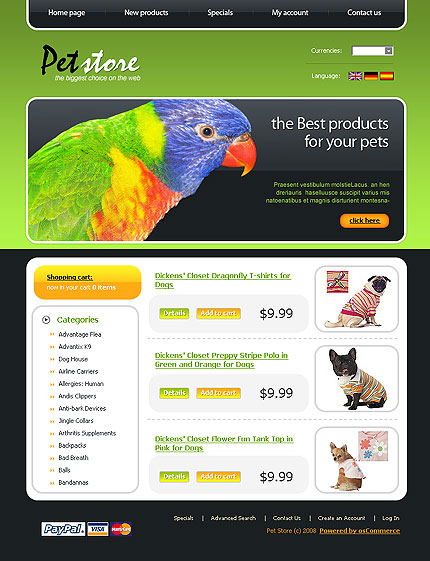 Home page New products Specials My account Contact us
Pet store
the biggest choice on the web
Currencies:
Language:
the Best products
for your pets
Praesent vestibulum molstieLacus. an hen
dreriauns haselluusce suscipit varius mis
natoenatibus et magnis disrturient montesna-
click here
Shopping cart:
now in your cart 0 items
Categories
Advantage Flea
Advantix K9
Dog House
Airline Carriers
Allergies: Human
Andis Clippers
Anti-bark Devices
Jingle Collars
Arthritis Supplements
Backpacks
Bad Breath
Balls
Bandannas
Dickens' Closet Dragonfly T-shirts for
Dogs
Details Add to cart $9.99
Dickens' Closet Preppy Stripe Polo in
Green and Orange for Dogs
Details Add to cart $9.99
Dickens' Closet Flower Fun Tank Top in
Pink for Dogs
Details Add to cart $9.99
PayPal VISA MasterCard
Specials | Advanced Search | Contact Us | Create an Account | Log In
Pet Store (c) 2008 Powered by osCommerce